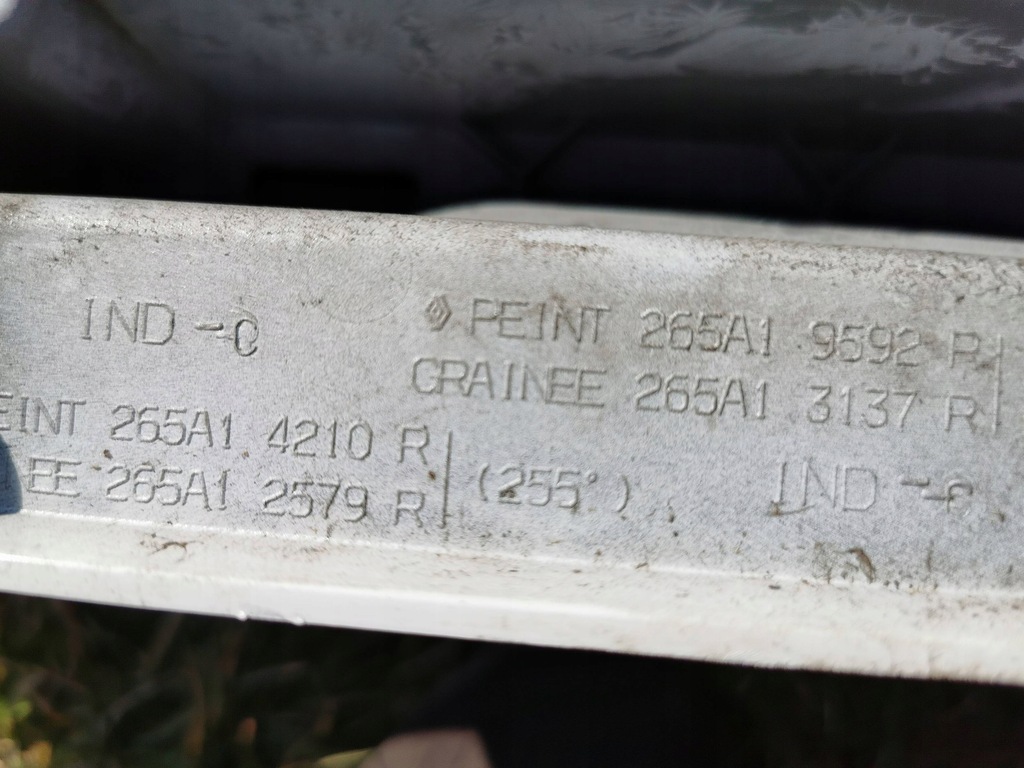 IND -C
PEINT 265A1 9592 R
GRAINEE 265A1 3137 R
EINT 265A1 4210 R
EE 265A1 2579 R
(255°)
IND -C